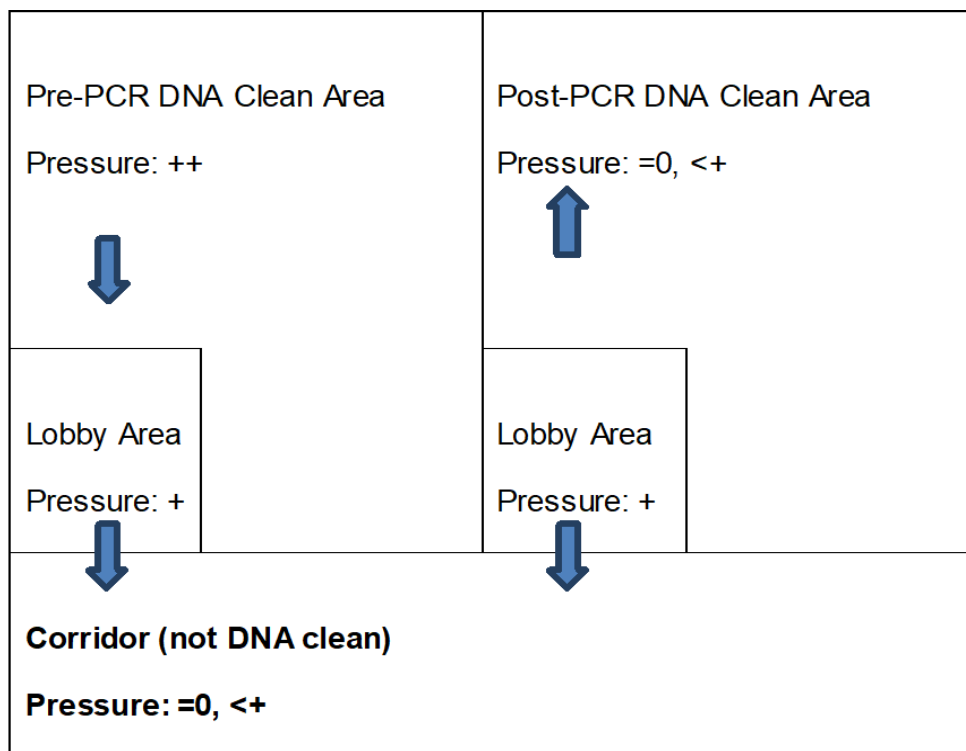 Pre-PCR DNA Clean Area
Pressure: ++
Post-PCR DNA Clean Area
Pressure: =0, <+
Lobby Area
Pressure: +
Lobby Area
Pressure: +
Corridor (not DNA clean)
Pressure: =0, <+